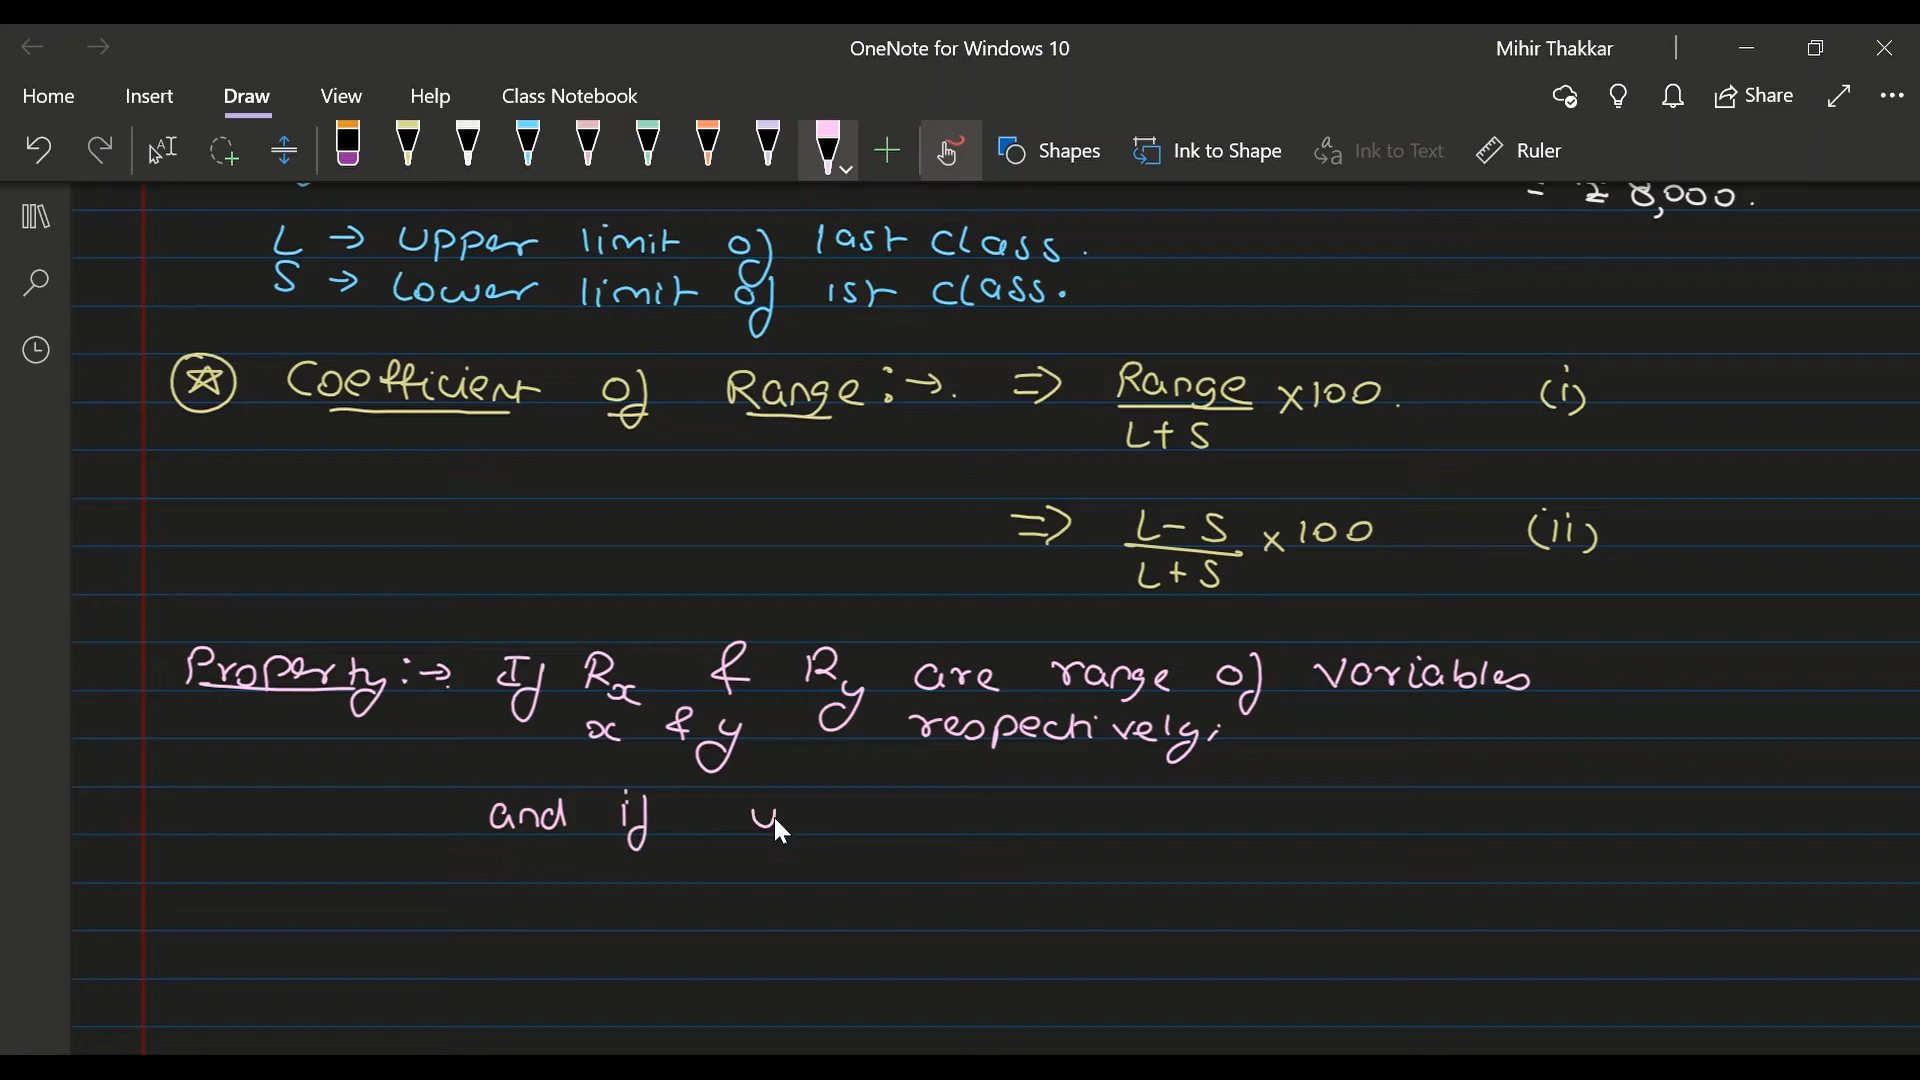 OneNote for Windows 10
Mihir Thakkar
Home Insert Draw View Help Class Notebook
Share
Shapes Ink to Shape Ink to Text Ruler
= ₹ 8,000.
L → Upper limit of last class.
S → Lower limit of 1st class.
Coefficient of Range :→. ⇒ Range/L+S ×100. (i)
⇒ L-S/L+S ×100 (ii)
Property :→ If Rx & Ry are range of variables
x & y respectively,
and if